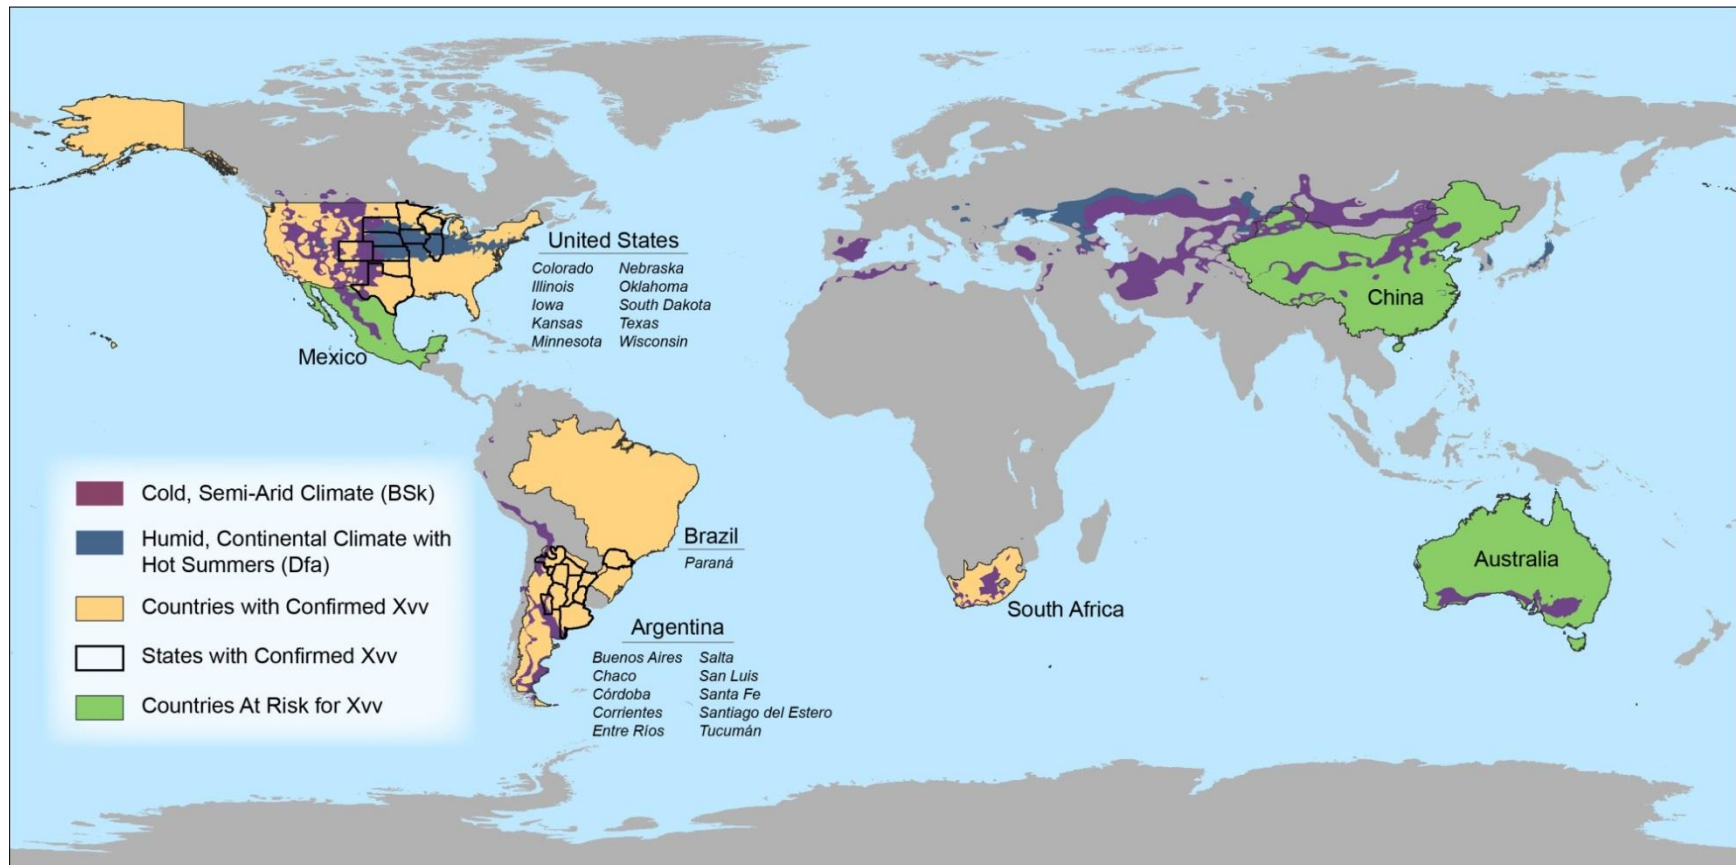 United States
Colorado Nebraska
Illinois Oklahoma
Iowa South Dakota
Kansas Texas
Minnesota Wisconsin
Mexico
China
Cold, Semi-Arid Climate (BSk)
Humid, Continental Climate with
Hot Summers (Dfa)
Countries with Confirmed Xvv
States with Confirmed Xvv
Countries At Risk for Xvv
Brazil
Paraná
Argentina
Buenos Aires Salta
Chaco San Luis
Córdoba Santa Fe
Corrientes Santiago del Estero
Entre Ríos Tucumán
South Africa
Australia